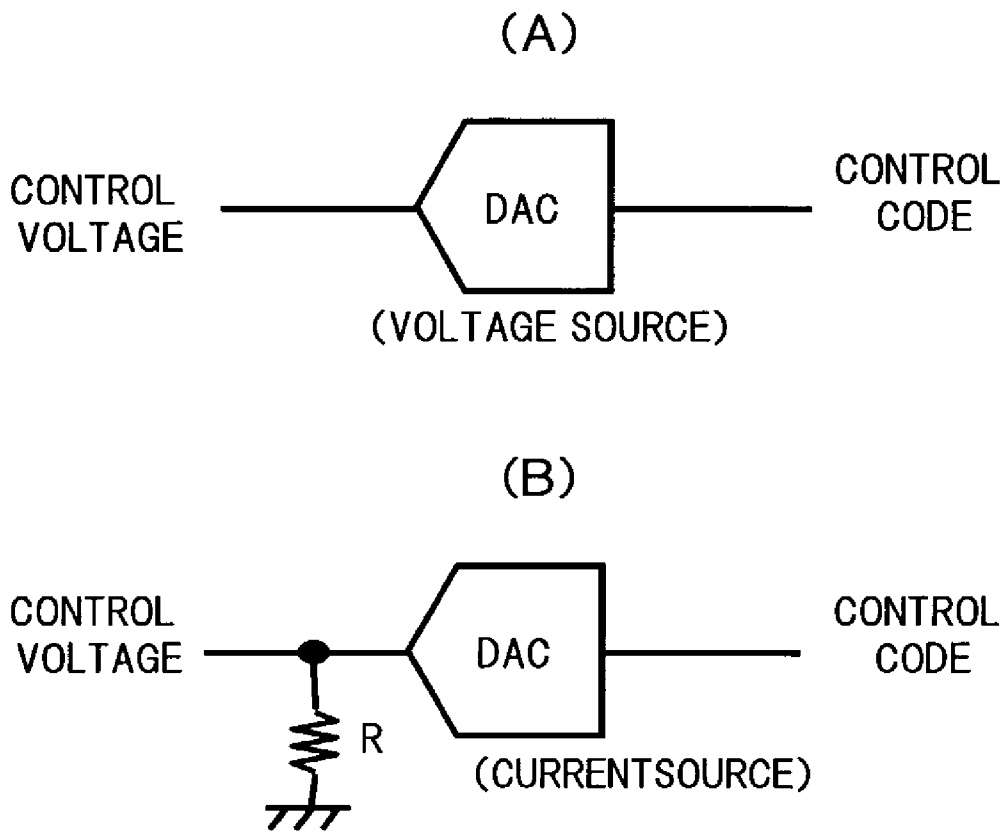 (A)
CONTROL
VOLTAGE
DAC
CONTROL
CODE
(VOLTAGE SOURCE)
(B)
CONTROL
VOLTAGE
DAC
CONTROL
CODE
R
(CURRENTSOURCE)